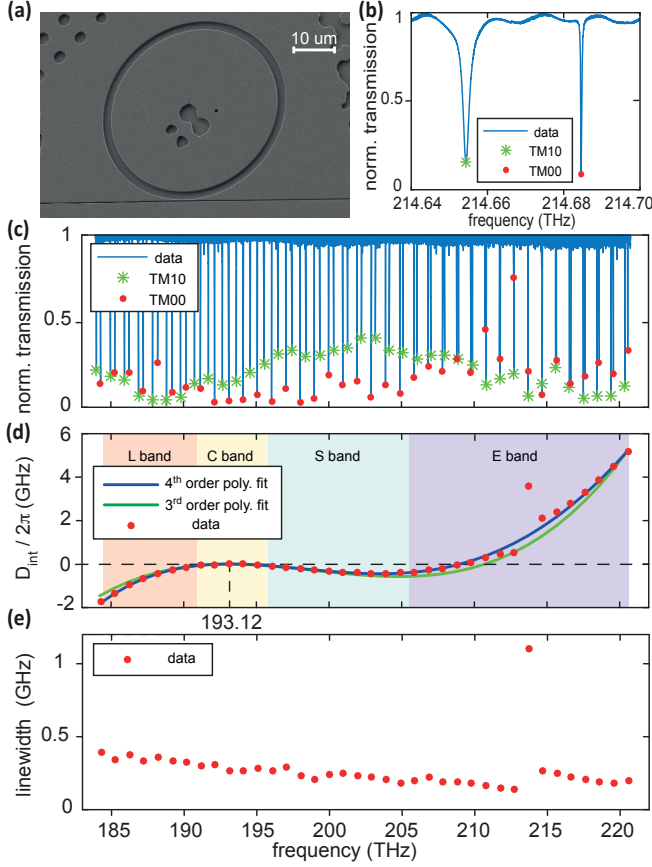 (a)
10 um
(b)
norm. transmission
1
0.5
0
data
TM10
TM00
214.64 214.66 214.68 214.70
frequency (THz)
(c)
norm. transmission
1
0.5
0
data
TM10
TM00
(d)
D_int / 2π (GHz)
6
4
2
0
-2
L band C band S band E band
4th order poly. fit
3rd order poly. fit
data
193.12
(e)
linewidth (GHz)
1
0.5
0
data
185 190 195 200 205 210 215 220
frequency (THz)